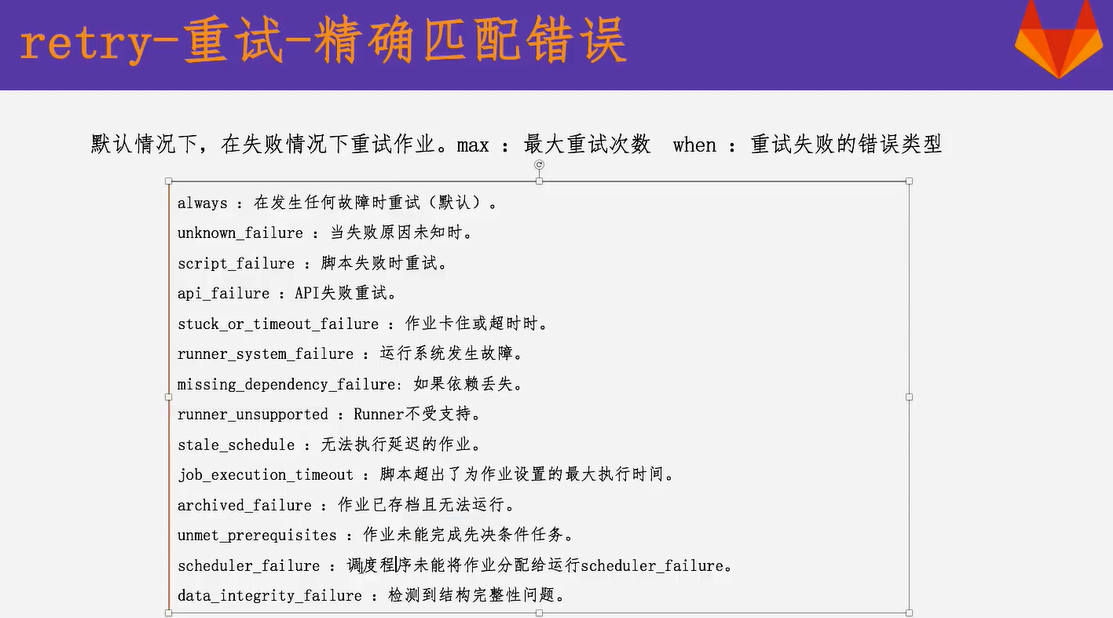 retry-重试-精确匹配错误
默认情况下，在失败情况下重试作业。max ：最大重试次数  when ：重试失败的错误类型
always ：在发生任何故障时重试（默认）。
unknown_failure ：当失败原因未知时。
script_failure ：脚本失败时重试。
api_failure ：API失败重试。
stuck_or_timeout_failure ：作业卡住或超时时。
runner_system_failure ：运行系统发生故障。
missing_dependency_failure: 如果依赖丢失。
runner_unsupported ：Runner不受支持。
stale_schedule ：无法执行延迟的作业。
job_execution_timeout ：脚本超出了为作业设置的最大执行时间。
archived_failure ：作业已存档且无法运行。
unmet_prerequisites ：作业未能完成先决条件任务。
scheduler_failure ：调度程序未能将作业分配给运行scheduler_failure。
data_integrity_failure ：检测到结构完整性问题。